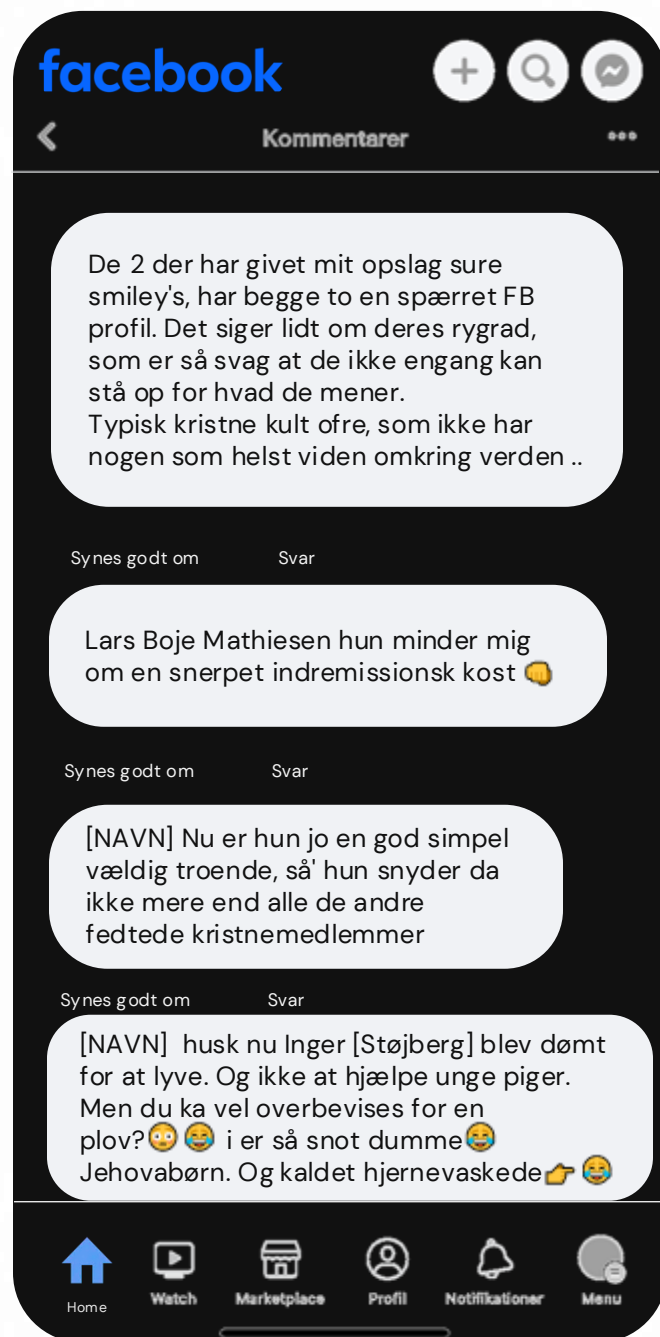 facebook
Kommentarer
De 2 der har givet mit opslag sure
smiley's, har begge to en spærret FB
profil. Det siger lidt om deres rygrad,
som er så svag at de ikke engang kan
stå op for hvad de mener.
Typisk kristne kult ofre, som ikke har
nogen som helst viden omkring verden ..
Synes godt om Svar
Lars Boje Mathiesen hun minder mig
om en snerpet indremissionsk kost 👊
Synes godt om Svar
[NAVN] Nu er hun jo en god simpel
vældig troende, så' hun snyder da
ikke mere end alle de andre
fedtede kristnemedlemmer
Synes godt om Svar
[NAVN] husk nu Inger [Støjberg] blev dømt
for at lyve. Og ikke at hjælpe unge piger.
Men du ka vel overbevises for en
plov?😳😂 i er så snot dumme😂
Jehovabørn. Og kaldet hjernevaskede👉😂
Home Watch Marketplace Profil Notifikationer Menu